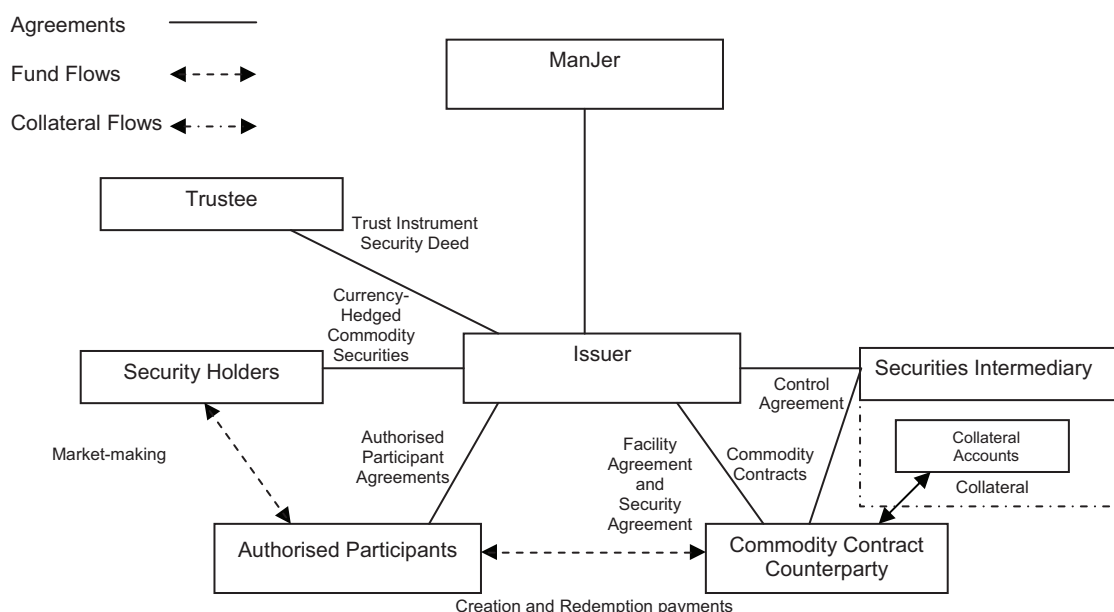 Agreements
Fund Flows
Collateral Flows
ManJer
Trustee
Trust Instrument
Security Deed
Currency-
Hedged
Commodity
Securities
Issuer
Security Holders
Securities Intermediary
Control
Agreement
Collateral
Accounts
Collateral
Market-making
Authorised
Participant
Agreements
Facility
Agreement
and
Security
Agreement
Commodity
Contracts
Authorised Participants
Commodity Contract
Counterparty
Creation and Redemption payments